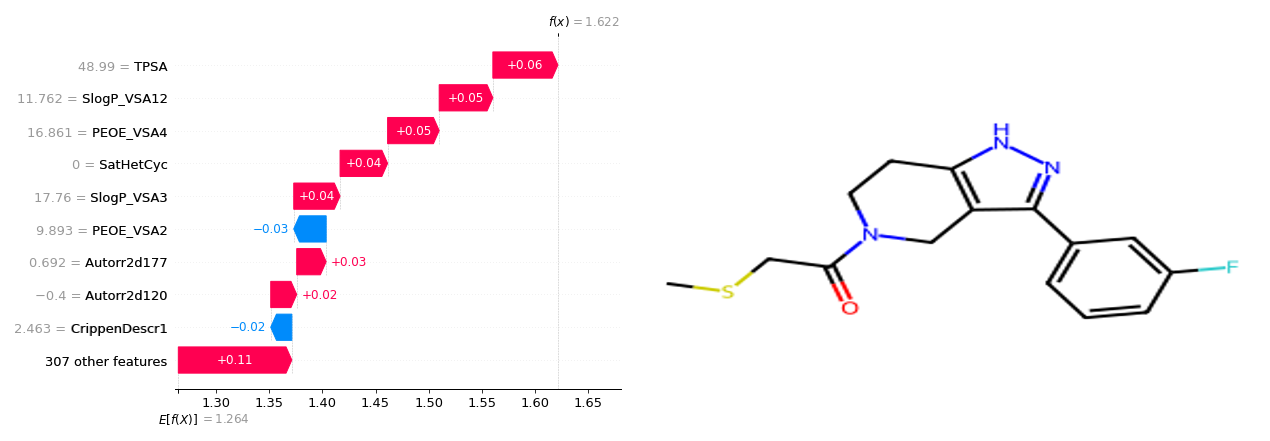 f(x) = 1.622
48.99 = TPSA
+0.06
11.762 = SlogP_VSA12
+0.05
16.861 = PEOE_VSA4
+0.05
0 = SatHetCyc
+0.04
17.76 = SlogP_VSA3
+0.04
9.893 = PEOE_VSA2
−0.03
0.692 = Autorr2d177
+0.03
−0.4 = Autorr2d120
+0.02
2.463 = CrippenDescr1
−0.02
307 other features
+0.11
1.30 1.35 1.40 1.45 1.50 1.55 1.60 1.65
E[f(X)] = 1.264
H
N
N
N
S
O
F